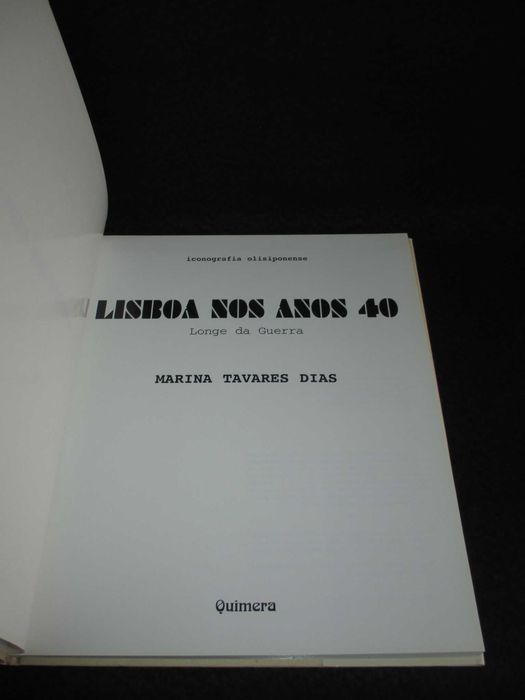 iconografia olisiponense
LISBOA NOS ANOS 40
Longe da Guerra
MARINA TAVARES DIAS
Quimera